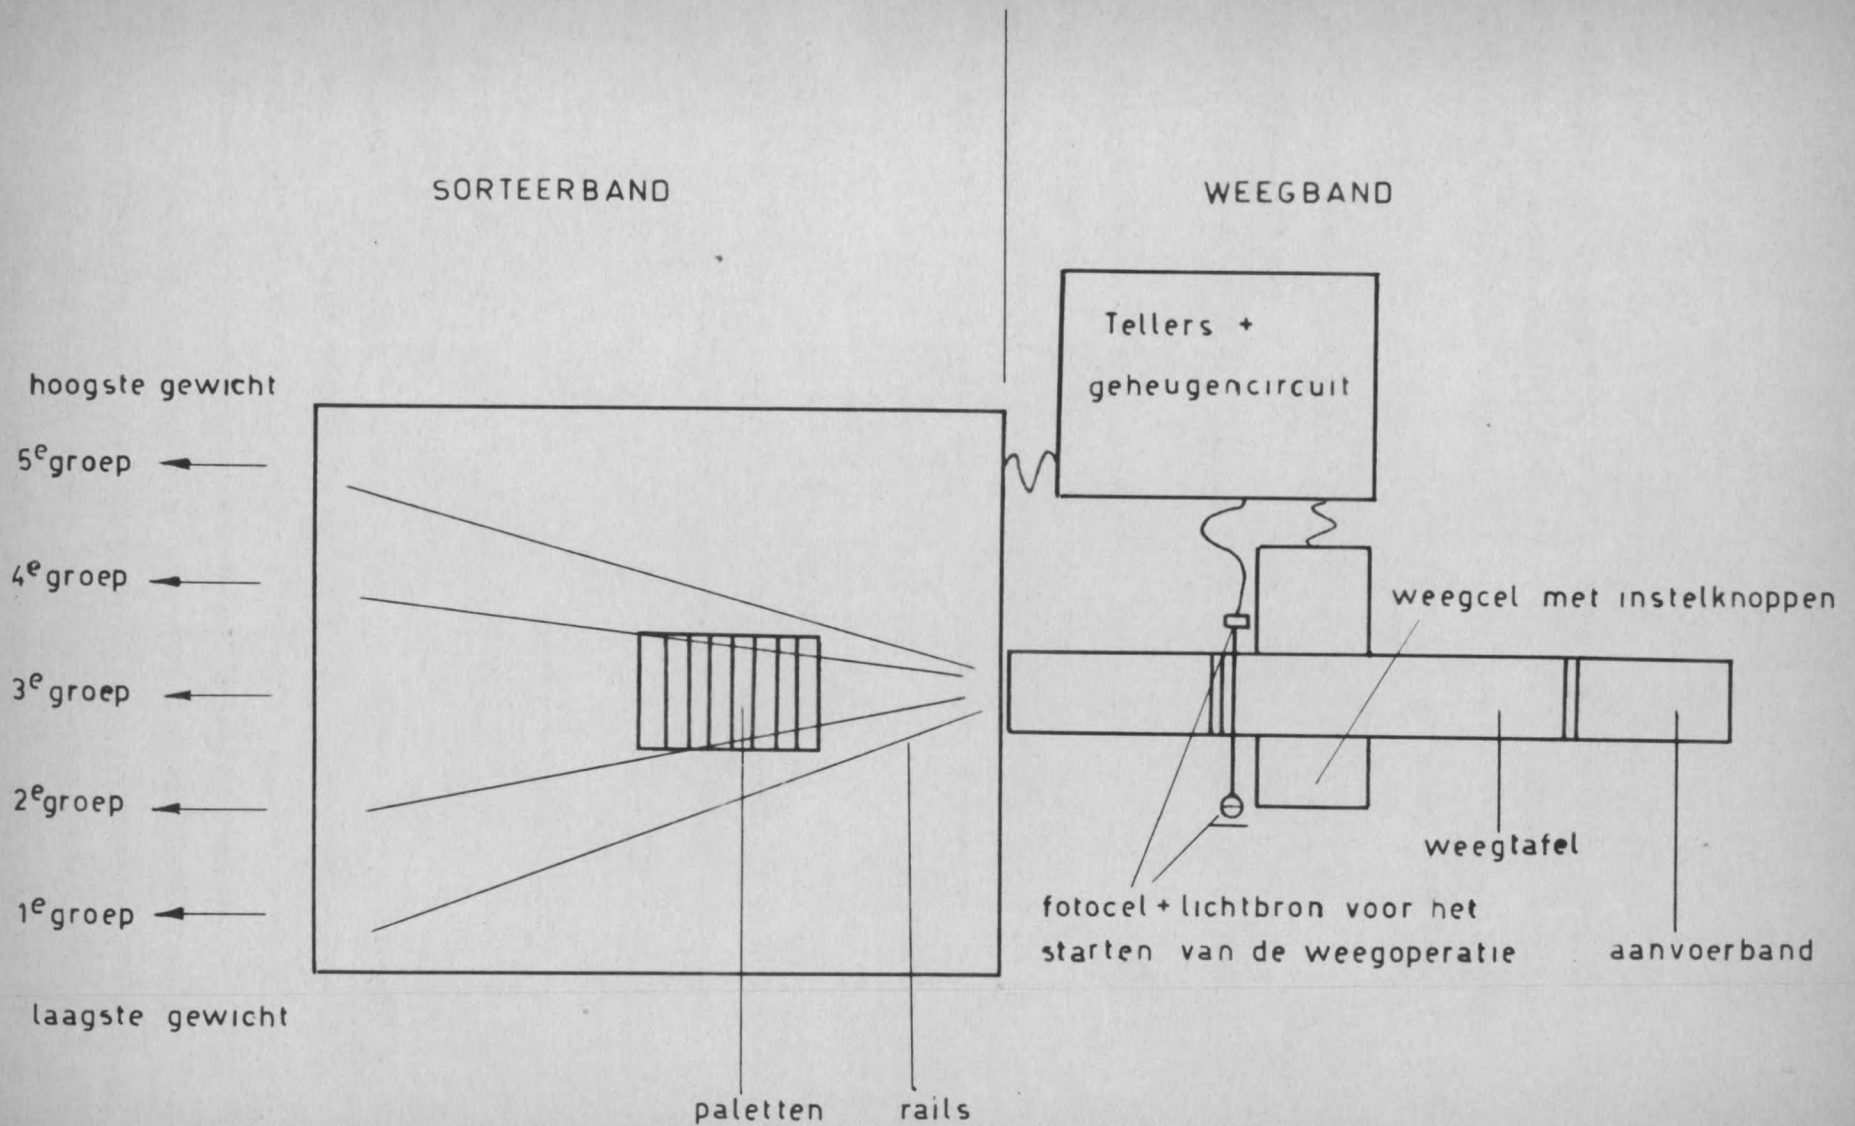 SORTEERBAND
WEEGBAND
Tellers +
geheugencircuit
hoogste gewicht
5e groep
4e groep
3e groep
2e groep
1e groep
laagste gewicht
weegcel met instelknoppen
weegtafel
fotocel + lichtbron voor het
starten van de weegoperatie
aanvoerband
paletten
rails